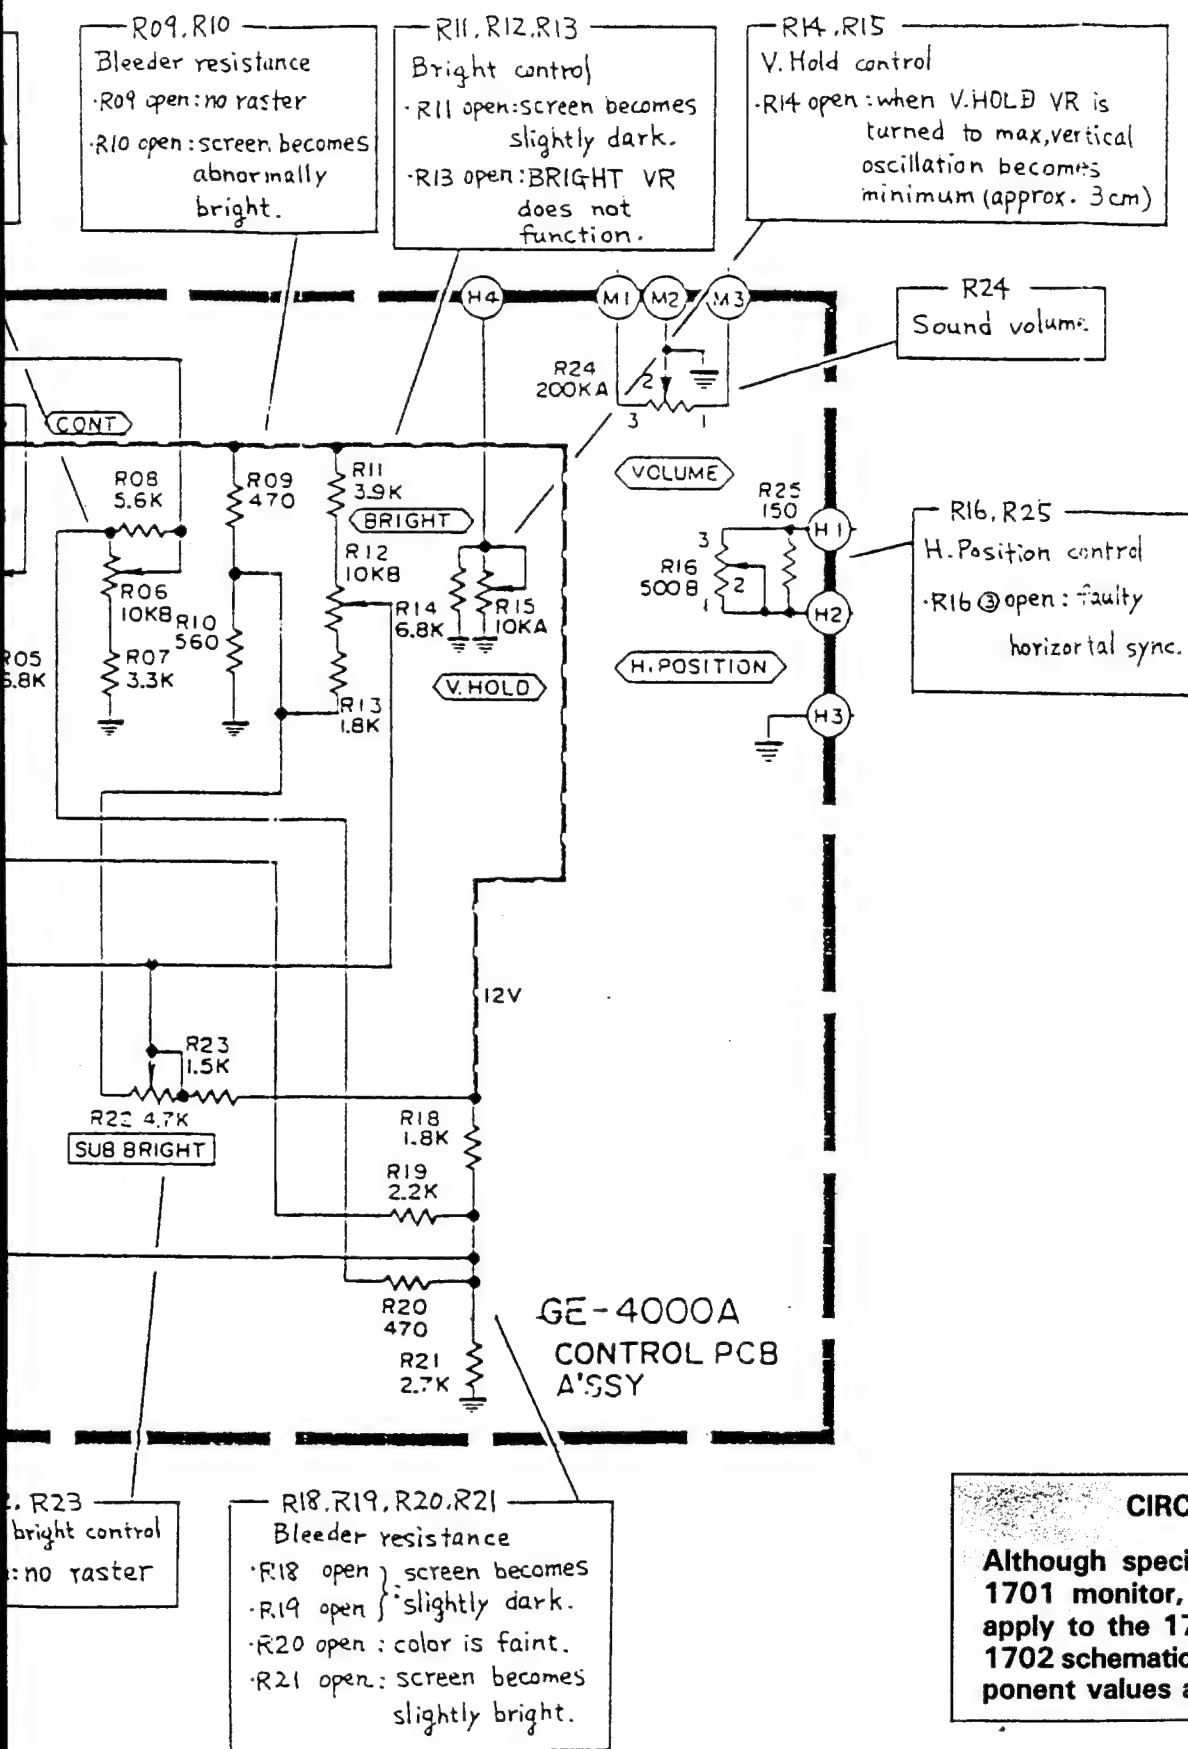 R09, R10
Bleeder resistance
·R09 open: no raster
·R10 open: screen becomes
abnormally
bright.
R11, R12, R13
Bright control
·R11 open: screen becomes
slightly dark.
·R13 open: BRIGHT VR
does not
function.
R14, R15
V. Hold control
·R14 open: when V.HOLD VR is
turned to max, vertical
oscillation becomes
minimum (approx. 3cm)
H4
M1
M2
M3
R24
Sound volume
R24
200KA
2
3
1
CONT
VOLUME
R08
5.6K
R09
470
R11
3.9K
BRIGHT
R25
150
H1
R16, R25
H. Position control
·R16 ③ open: faulty
horizontal sync.
R12
10KB
3
R16
500B
2
1
R06
10KB
R10
560
R14
6.8K
R15
10KA
H2
R05
6.8K
R07
3.3K
R13
1.8K
V.HOLD
H.POSITION
H3
12V
R23
1.5K
R22 4.7K
SUB BRIGHT
R18
1.8K
R19
2.2K
R20
470
R21
2.7K
GE-4000A
CONTROL PCB
A'SSY
, R23
bright control
: no raster
R18, R19, R20, R21
Bleeder resistance
·R18 open } : screen becomes
·R19 open } slightly dark.
·R20 open : color is faint.
·R21 open: screen becomes
slightly bright.
CIRC
Although speci
1701 monitor,
apply to the 17
1702 schematic
ponent values a